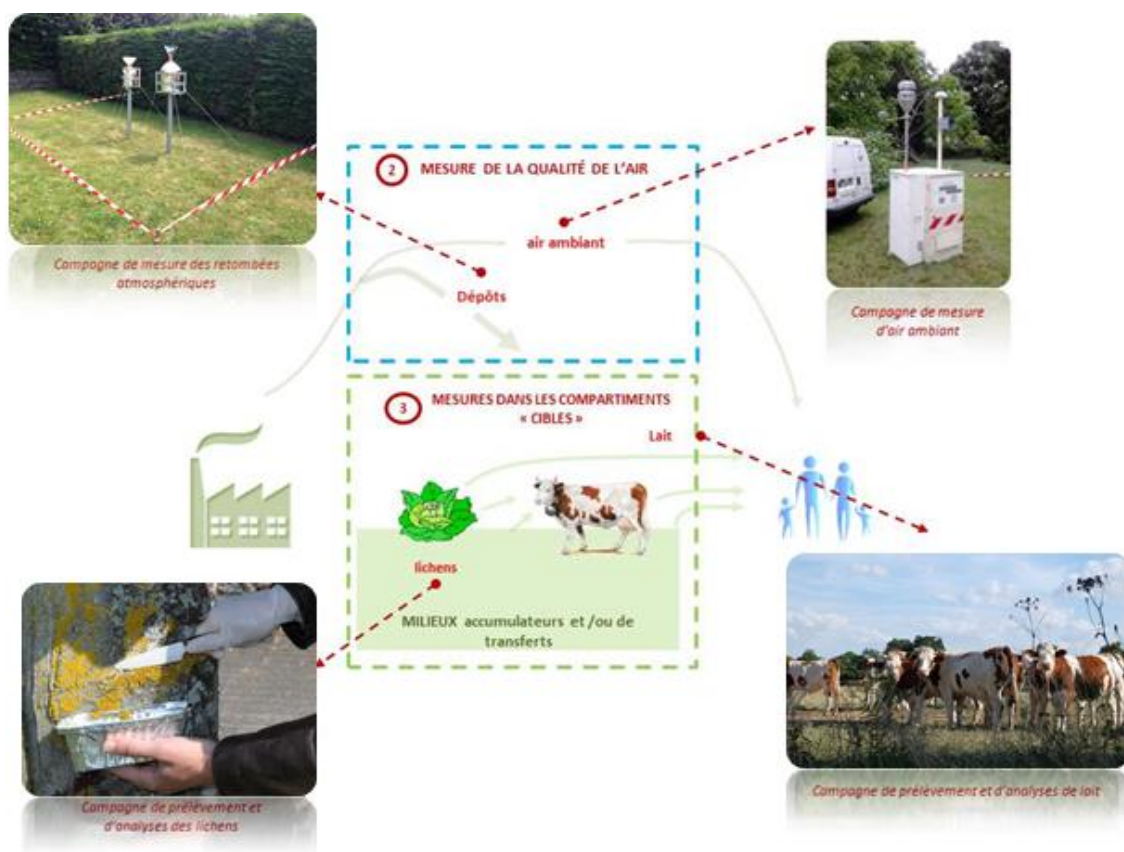 2 MESURE DE LA QUALITÉ DE L'AIR
air ambiant
Dépôts
Campagne de mesure des retombées
atmosphériques
Campagne de mesure
d'air ambiant
3 MESURES DANS LES COMPARTIMENTS
« CIBLES »
Lait
lichens
MILIEUX accumulateurs et /ou de
transferts
Campagne de prélèvement et
d'analyses des lichens
Campagne de prélèvement et d'analyses de lait